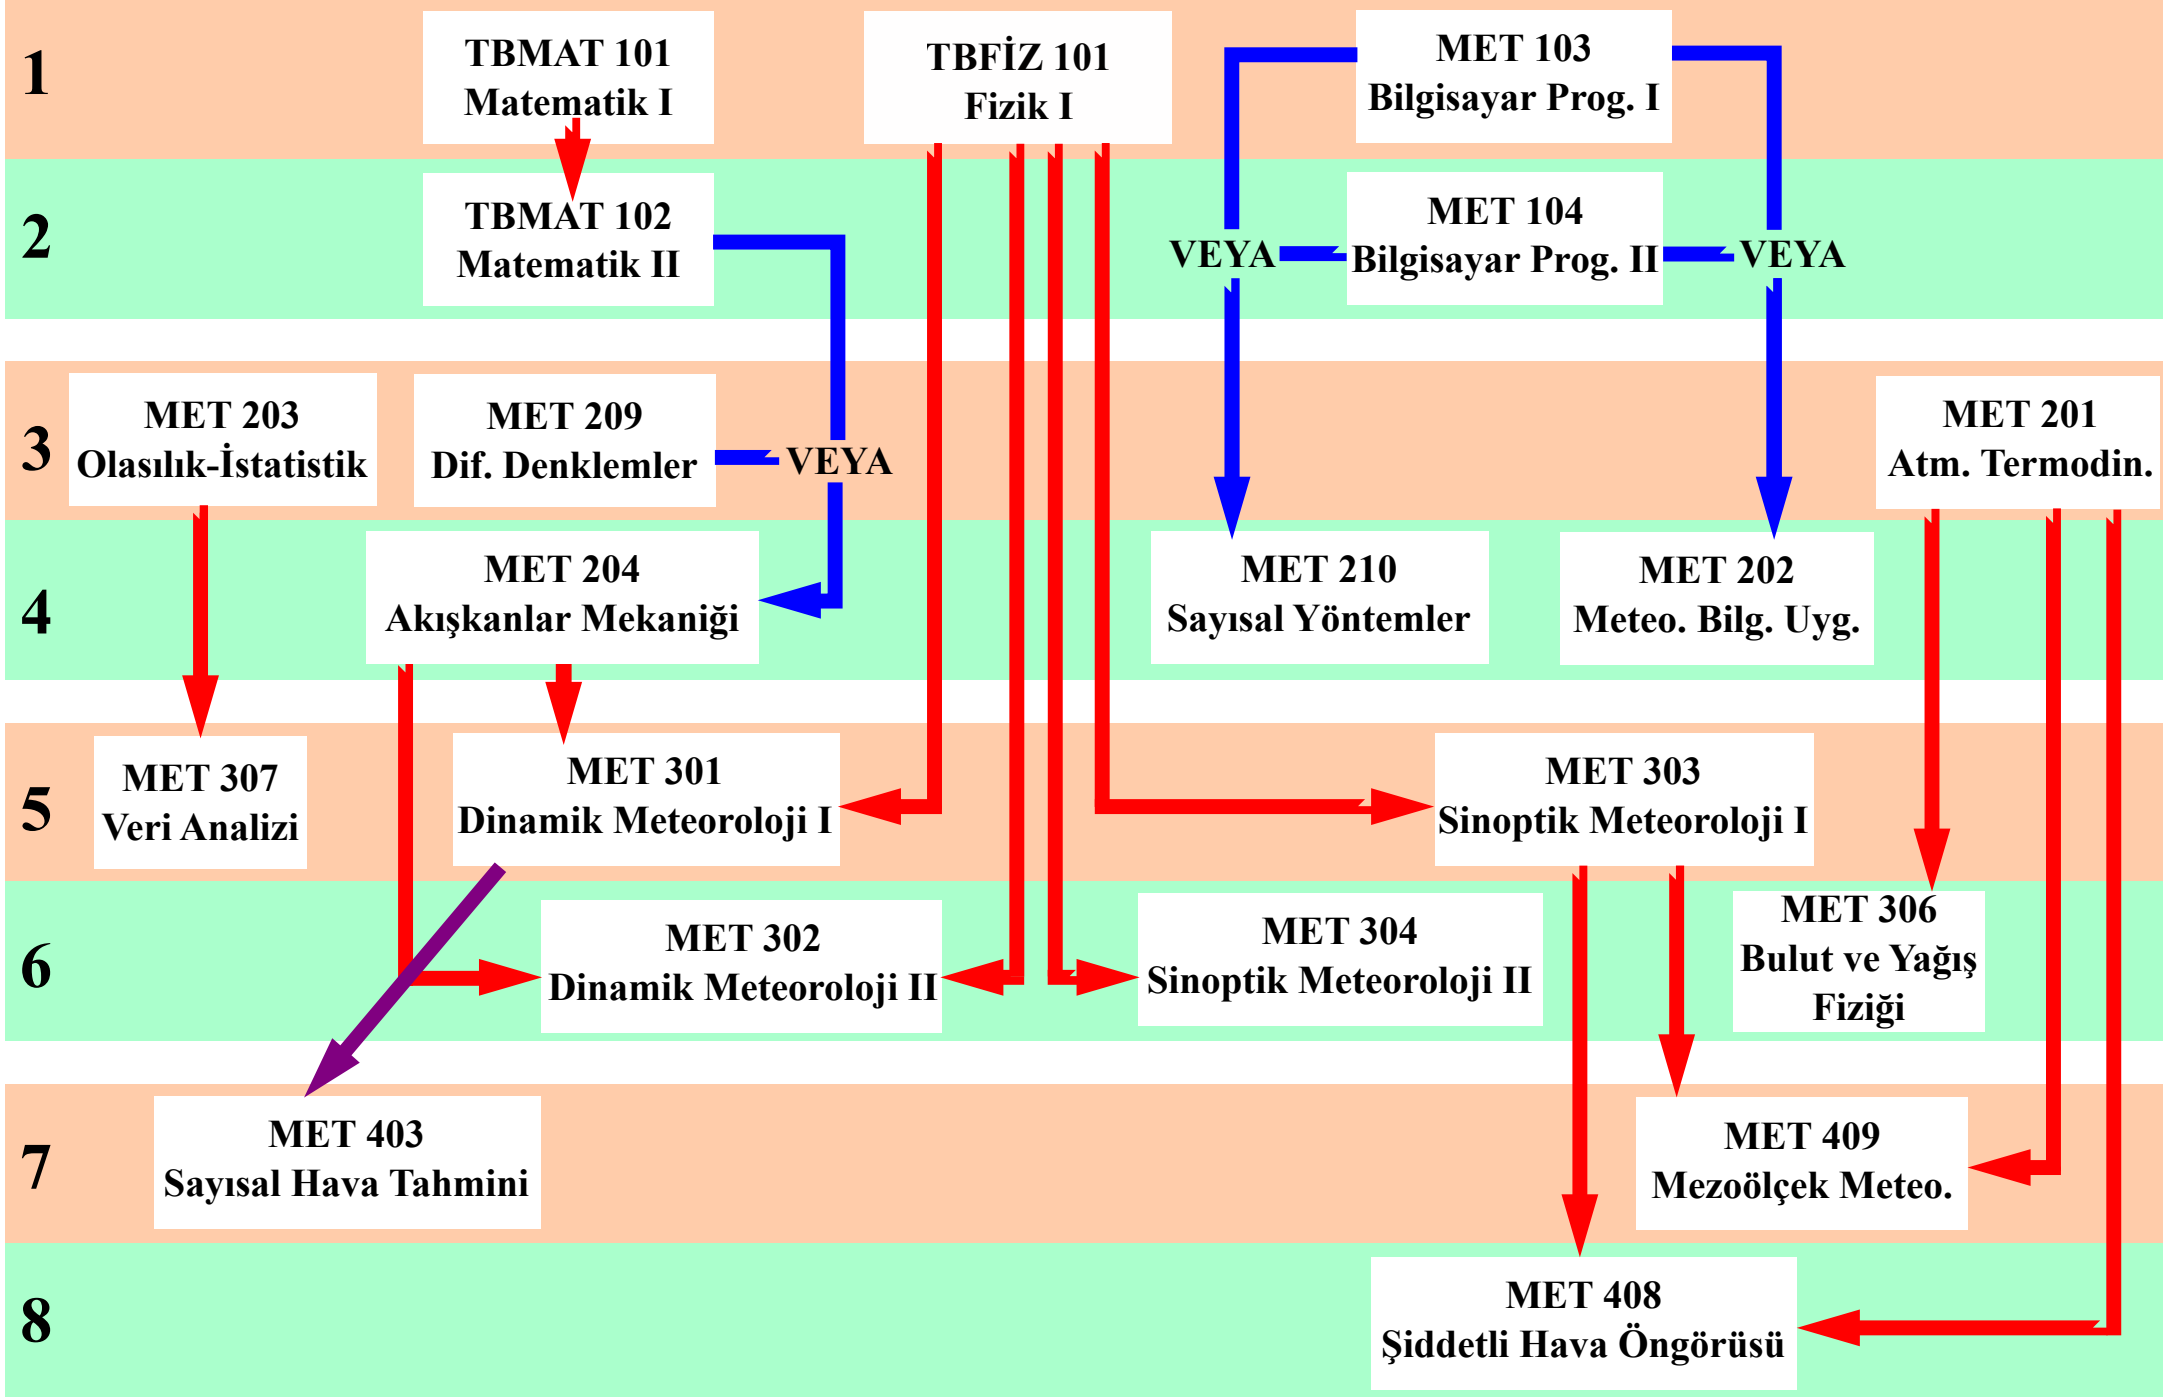 1
TBMAT 101
Matematik I
TBFİZ 101
Fizik I
MET 103
Bilgisayar Prog. I
2
TBMAT 102
Matematik II
VEYA
MET 104
Bilgisayar Prog. II
VEYA
3
MET 203
Olasılık-İstatistik
MET 209
Dif. Denklemler
VEYA
MET 201
Atm. Termodin.
4
MET 204
Akışkanlar Mekaniği
MET 210
Sayısal Yöntemler
MET 202
Meteo. Bilg. Uyg.
5
MET 307
Veri Analizi
MET 301
Dinamik Meteoroloji I
MET 303
Sinoptik Meteoroloji I
6
MET 302
Dinamik Meteoroloji II
MET 304
Sinoptik Meteoroloji II
MET 306
Bulut ve Yağış
Fiziği
7
MET 403
Sayısal Hava Tahmini
MET 409
Mezoölçek Meteo.
8
MET 408
Şiddetli Hava Öngörüsü